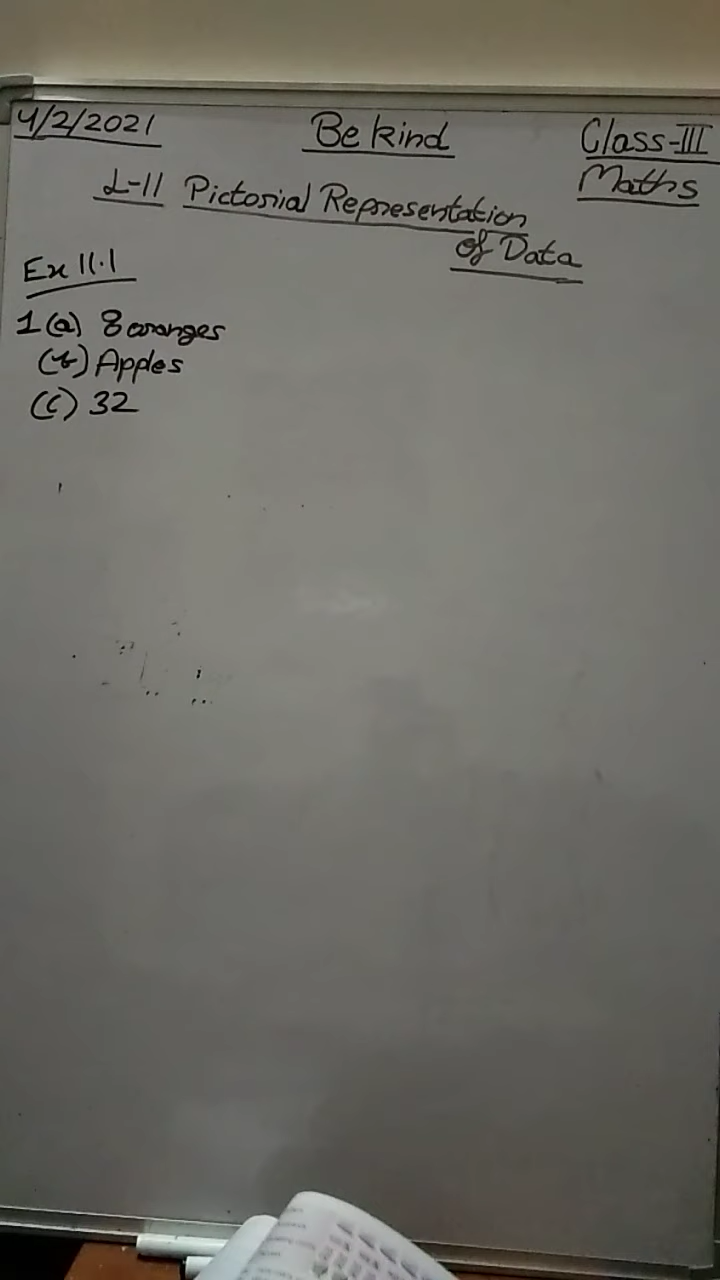 4/2/2021 Be kind Class-III
Maths
L-11 Pictorial Representation
of Data
Ex 11.1
1(a) 8 oranges
(b) Apples
(c) 32